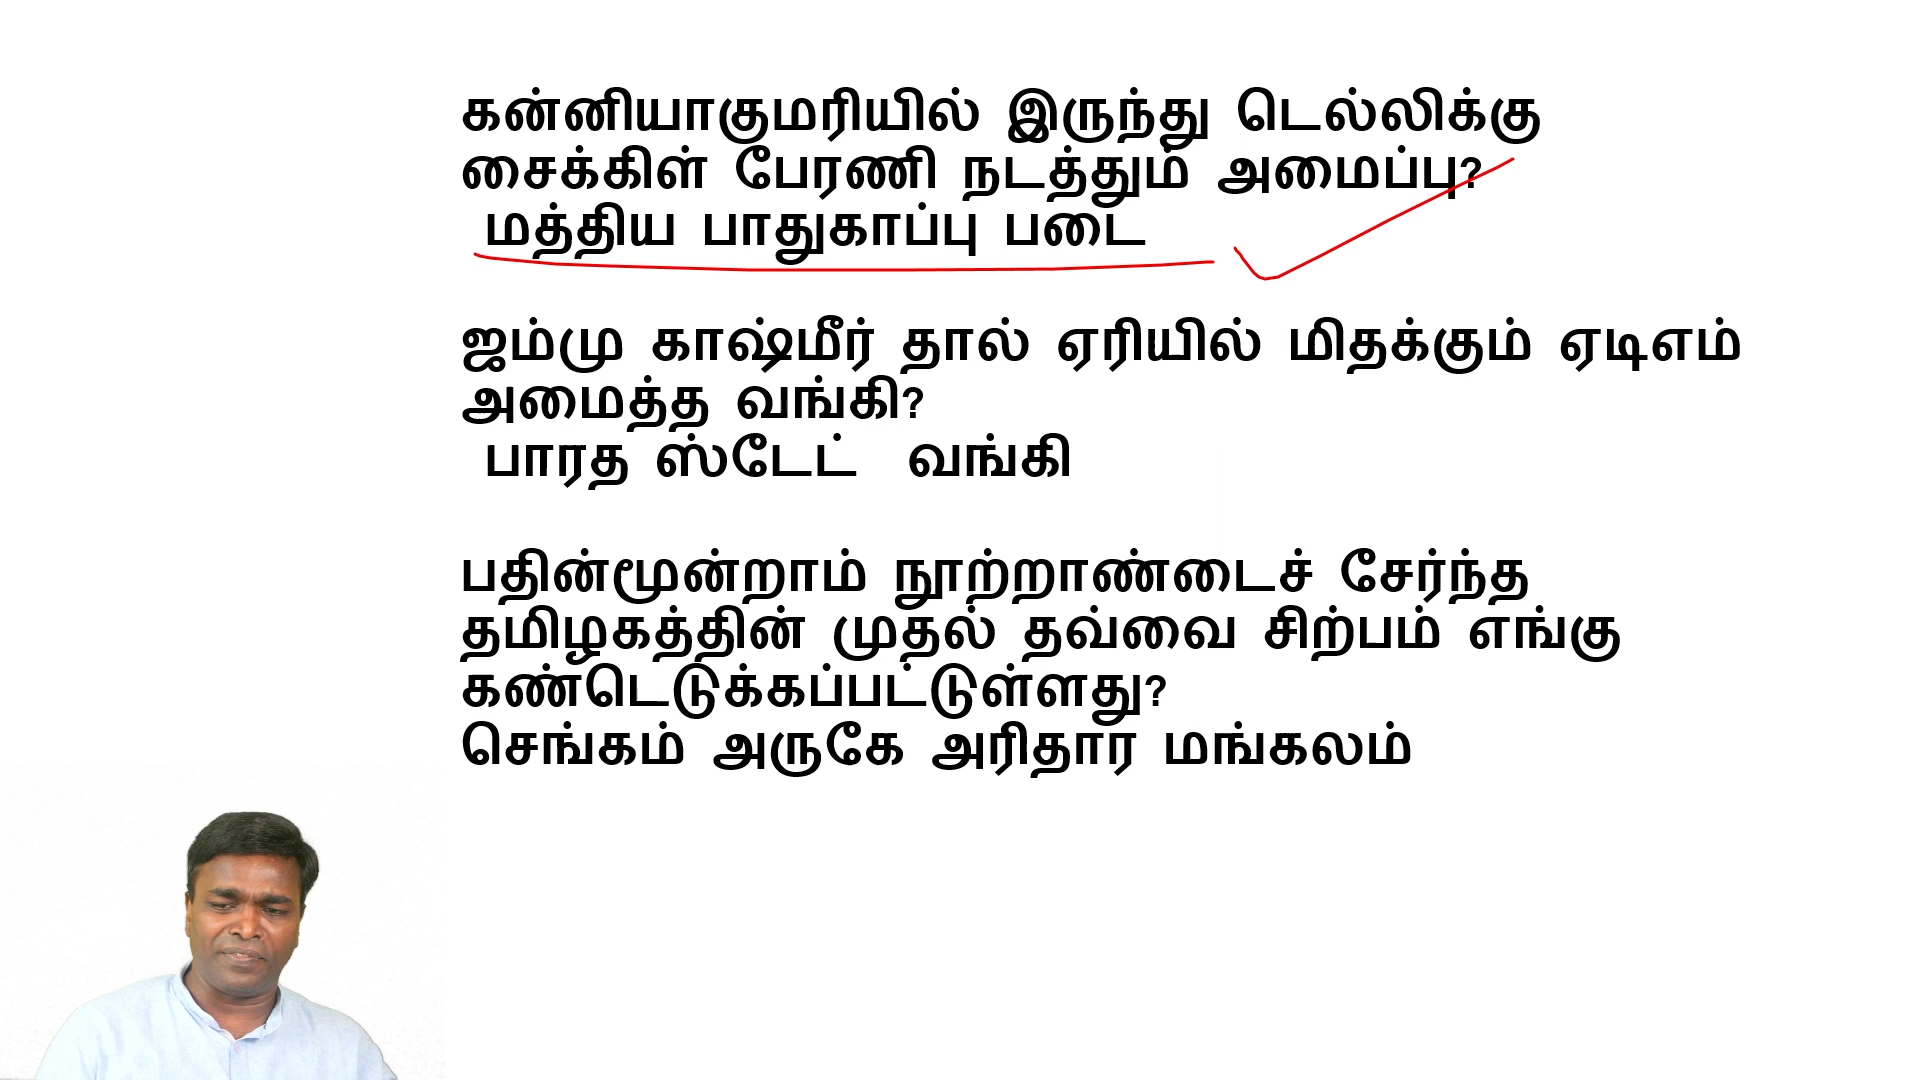 கன்னியாகுமரியில் இருந்து டெல்லிக்கு
சைக்கிள் பேரணி நடத்தும் அமைப்பு?
மத்திய பாதுகாப்பு படை
ஜம்மு காஷ்மீர் தால் ஏரியில் மிதக்கும் ஏடிஎம்
அமைத்த வங்கி?
பாரத ஸ்டேட் வங்கி
பதின்மூன்றாம் நூற்றாண்டைச் சேர்ந்த
தமிழகத்தின் முதல் தவ்வை சிற்பம் எங்கு
கண்டெடுக்கப்பட்டுள்ளது?
செங்கம் அருகே அரிதார மங்கலம்